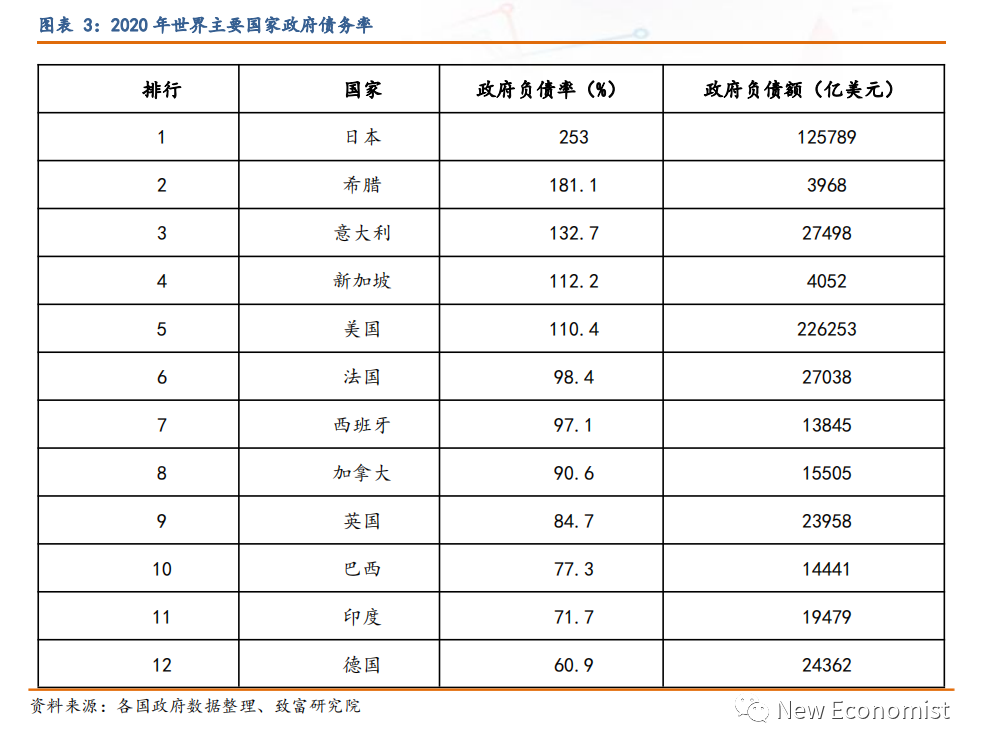 图表 3：2020 年世界主要国家政府债务率
排行 国家 政府负债率（%） 政府负债额（亿美元）
1 日本 253 125789
2 希腊 181.1 3968
3 意大利 132.7 27498
4 新加坡 112.2 4052
5 美国 110.4 226253
6 法国 98.4 27038
7 西班牙 97.1 13845
8 加拿大 90.6 15505
9 英国 84.7 23958
10 巴西 77.3 14441
11 印度 71.7 19479
12 德国 60.9 24362
资料来源：各国政府数据整理、致富研究院
New Economist